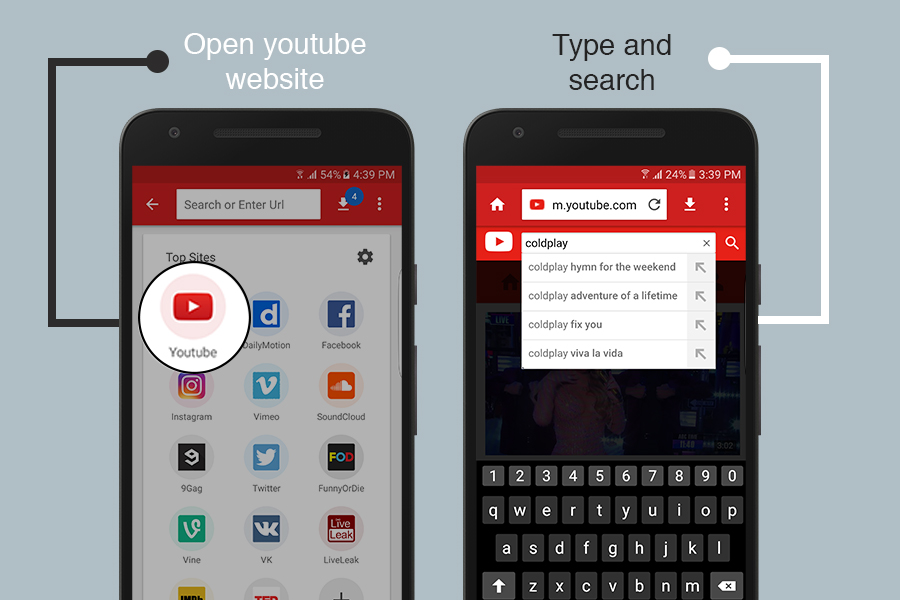 Open youtube
website
Type and
search
54% 4:39 PM
Search or Enter Url
4
Top Sites
Youtube
DailyMotion
Facebook
Instagram
Vimeo
SoundCloud
9Gag
Twitter
FOD
FunnyOrDie
Vine
VK
Live
Leak
LiveLeak
24% 3:39 PM
m.youtube.com
coldplay
coldplay hymn for the weekend
coldplay adventure of a lifetime
coldplay fix you
coldplay viva la vida
1 2 3 4 5 6 7 8 9 0
q w e r t y u i o p
a s d f g h j k l
z x c v b n m